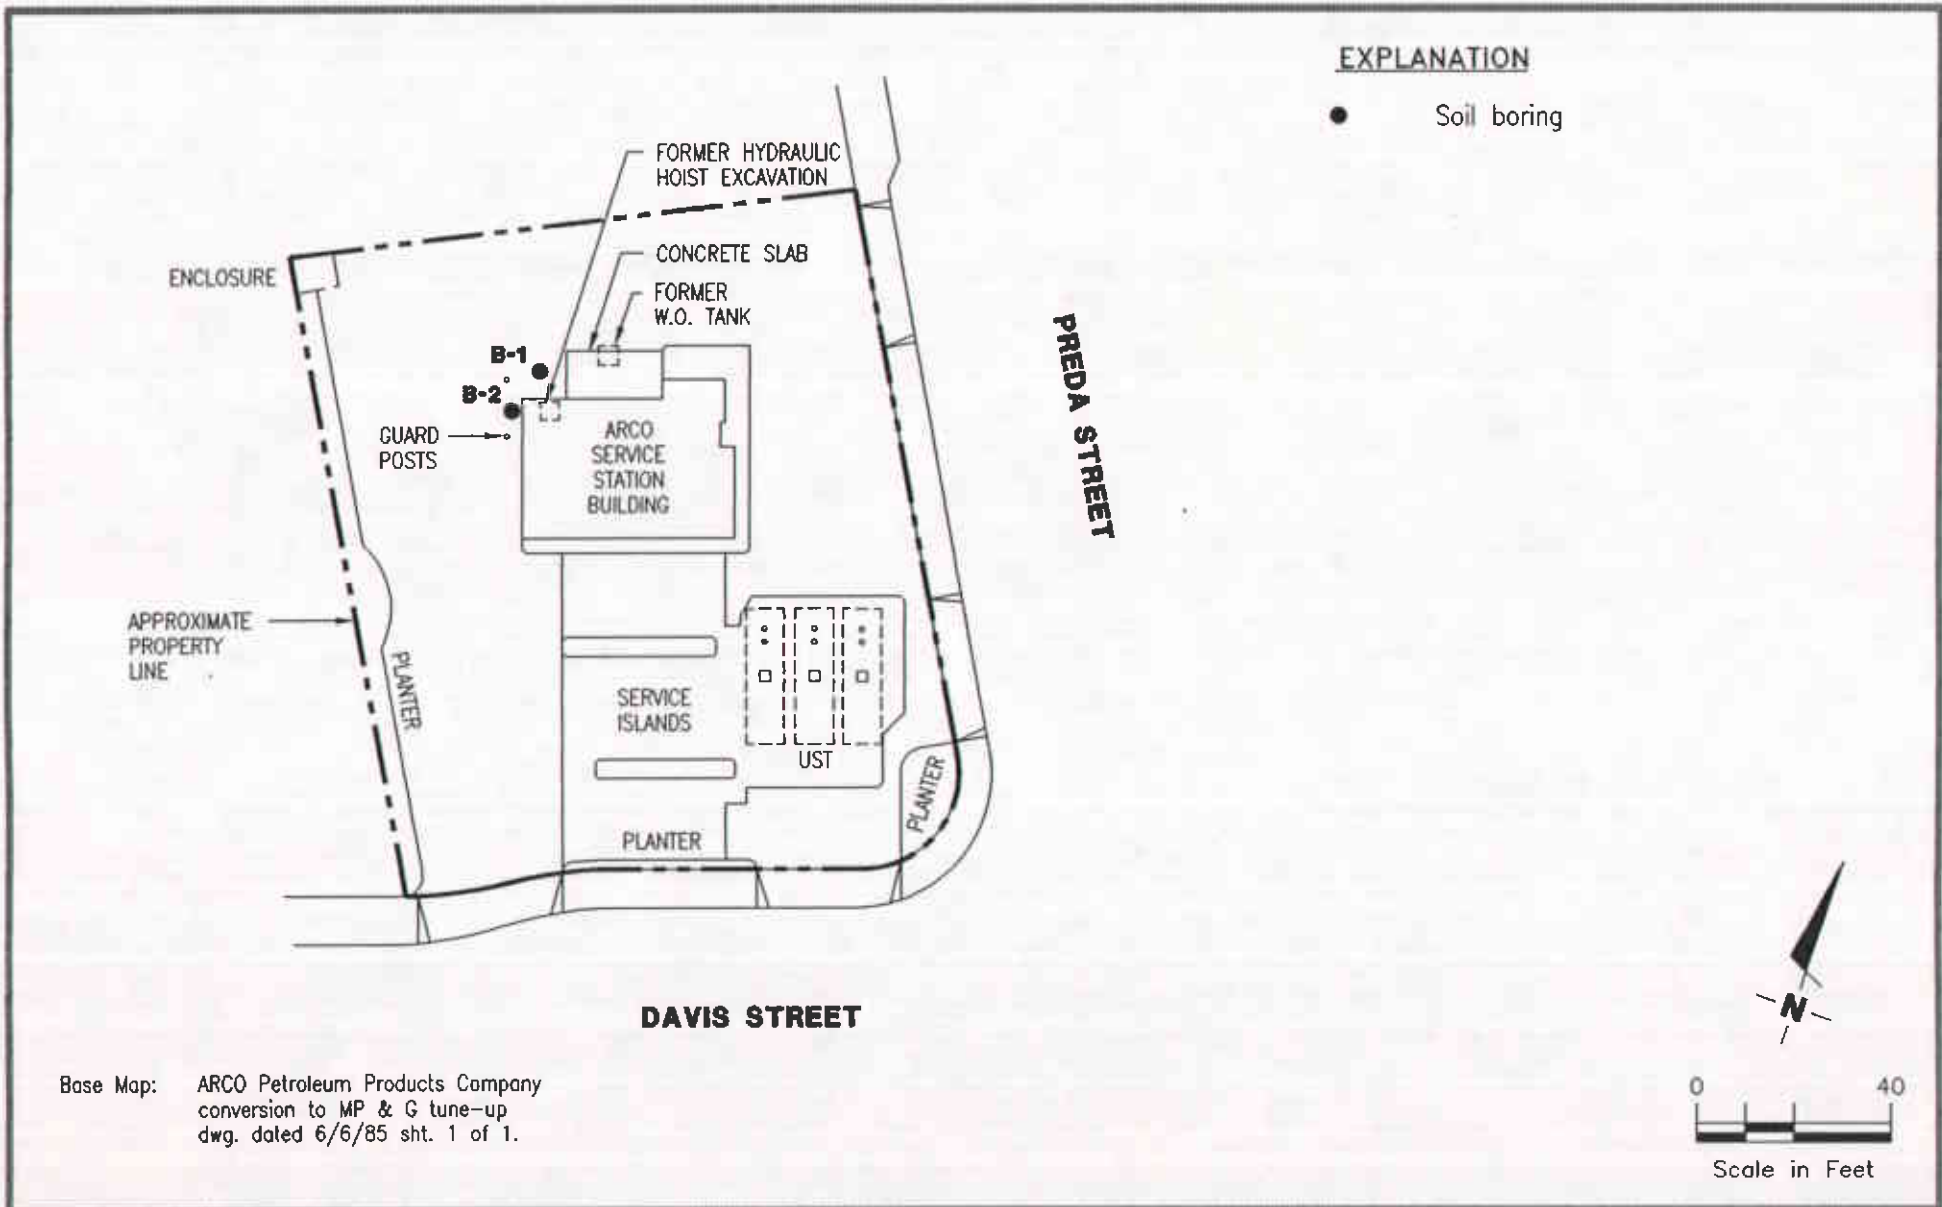 EXPLANATION
Soil boring
FORMER HYDRAULIC
HOIST EXCAVATION
CONCRETE SLAB
FORMER
W.O. TANK
ENCLOSURE
B-1
B-2
GUARD
POSTS
ARCO
SERVICE
STATION
BUILDING
PREDA STREET
APPROXIMATE
PROPERTY
LINE
PLANTER
SERVICE
ISLANDS
UST
PLANTER
PLANTER
DAVIS STREET
N
Base Map: ARCO Petroleum Products Company
conversion to MP & G tune-up
dwg. dated 6/6/85 sht. 1 of 1.
0 40
Scale in Feet